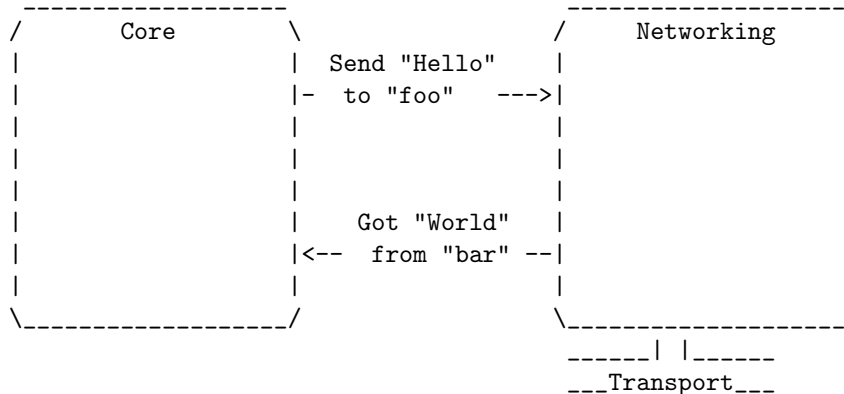 Core Networking
Send "Hello"
to "foo" --->
Got "World"
<-- from "bar" --
Transport